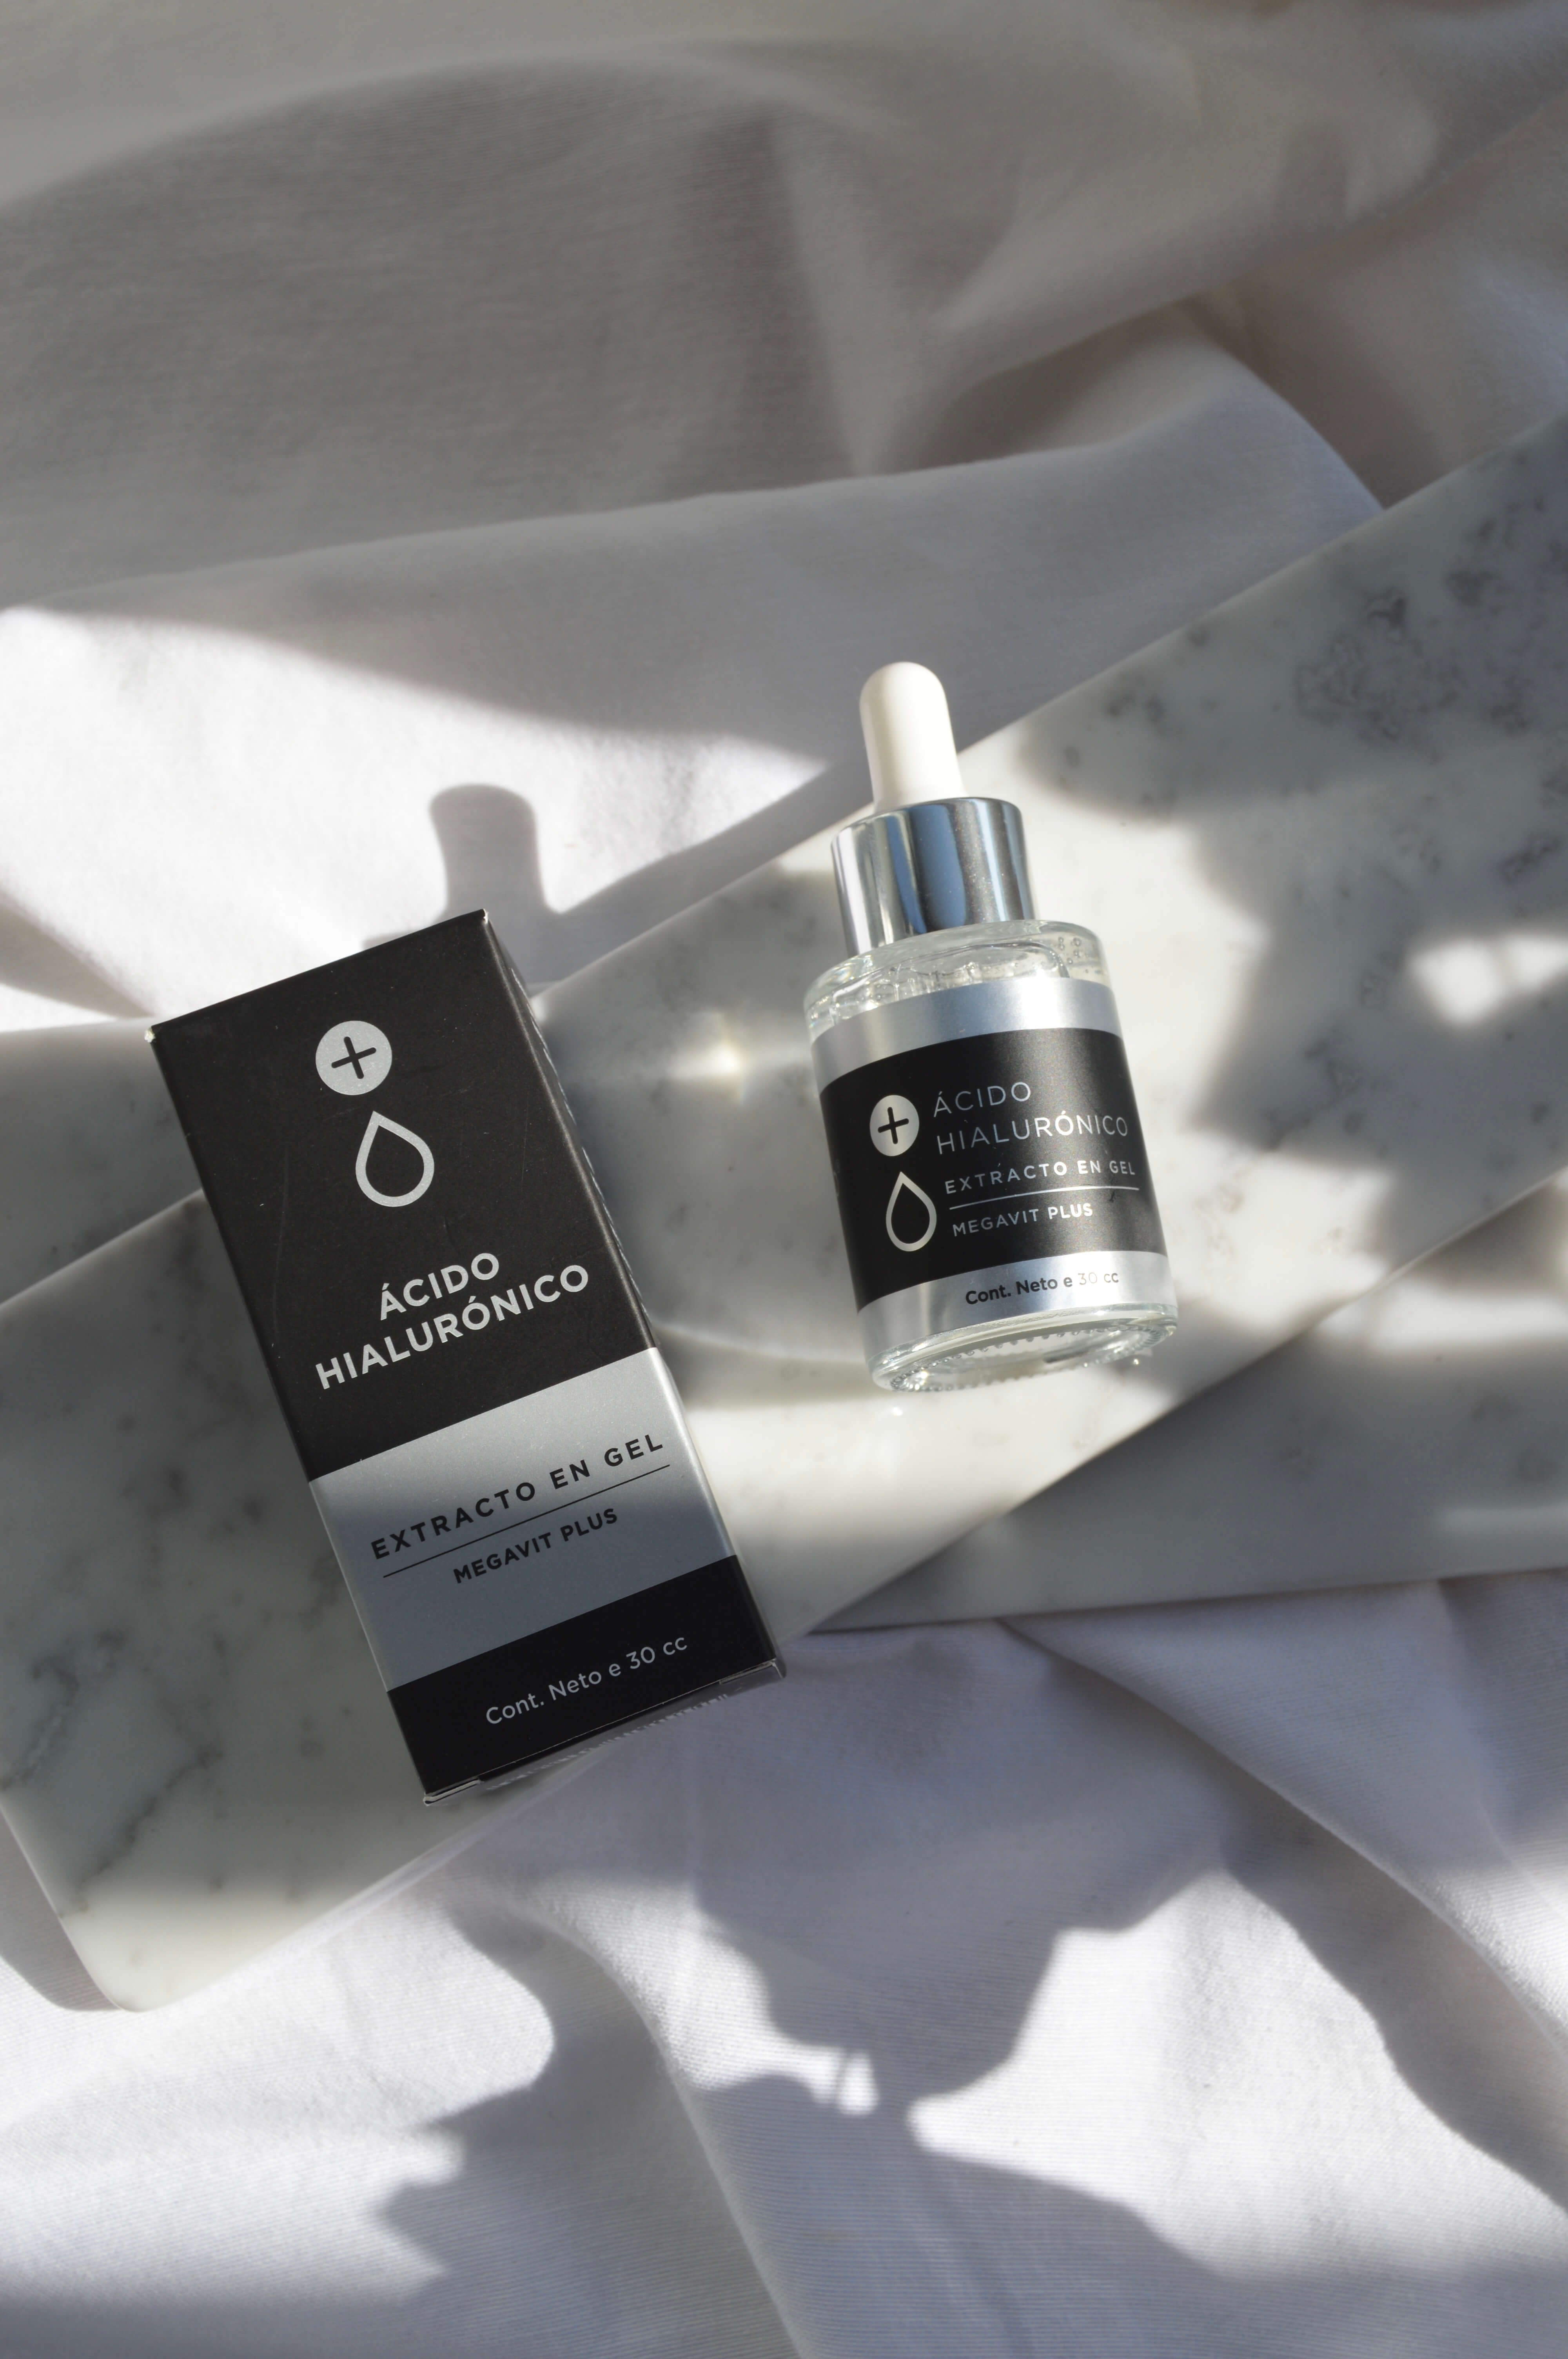 ÁCIDO
HIALURÓNICO
EXTRACTO EN GEL
MEGAVIT PLUS
Cont. Neto e 30 cc
ÁCIDO
HIALURÓNICO
EXTRACTO EN GEL
MEGAVIT PLUS
Cont. Neto e 30 cc